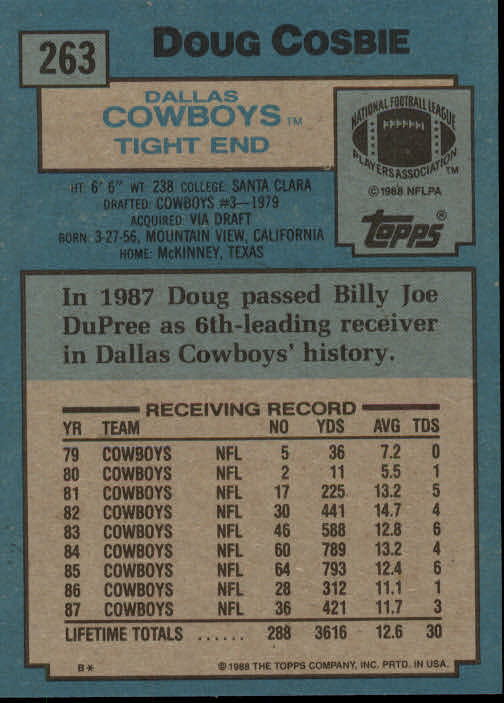 263
DOUG COSBIE
DALLAS
COWBOYS TM
TIGHT END
NATIONAL FOOTBALL LEAGUE
PLAYERS ASSOCIATION TM
© 1988 NFLPA
Topps®
HT 6' 6" WT 238 COLLEGE: SANTA CLARA
DRAFTED: COWBOYS #3—1979
ACQUIRED: VIA DRAFT
BORN: 3-27-56, MOUNTAIN VIEW, CALIFORNIA
HOME: McKINNEY, TEXAS
In 1987 Doug passed Billy Joe
DuPree as 6th-leading receiver
in Dallas Cowboys' history.
RECEIVING RECORD
YR TEAM NO YDS AVG TDS
79 COWBOYS NFL 5 36 7.2 0
80 COWBOYS NFL 2 11 5.5 1
81 COWBOYS NFL 17 225 13.2 5
82 COWBOYS NFL 30 441 14.7 4
83 COWBOYS NFL 46 588 12.8 6
84 COWBOYS NFL 60 789 13.2 4
85 COWBOYS NFL 64 793 12.4 6
86 COWBOYS NFL 28 312 11.1 1
87 COWBOYS NFL 36 421 11.7 3
LIFETIME TOTALS ...... 288 3616 12.6 30
B* © 1988 THE TOPPS COMPANY, INC. PRTD. IN USA.